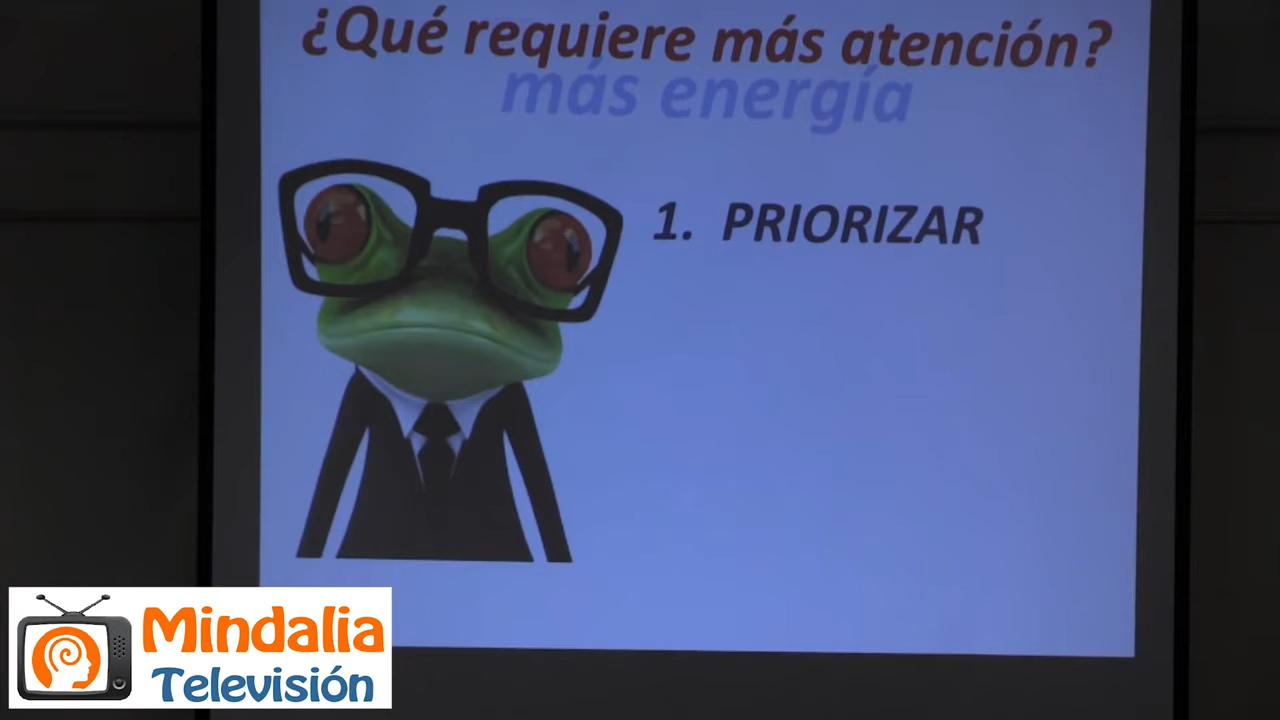 ¿Qué requiere más atención?
más energía
1. PRIORIZAR
Mindalia
Televisión